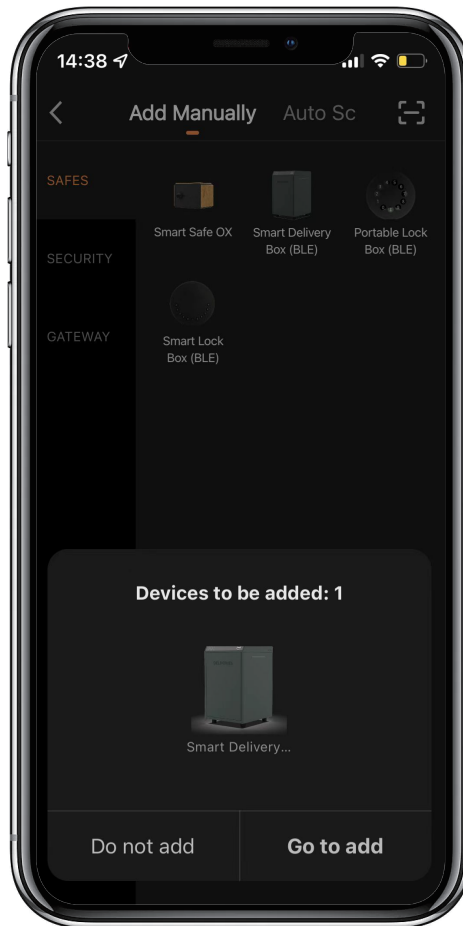 14:38
Add Manually Auto Sc
SAFES
Smart Safe OX
Smart Delivery
Box (BLE)
Portable Lock
Box (BLE)
SECURITY
GATEWAY
Smart Lock
Box (BLE)
Devices to be added: 1
Smart Delivery...
Do not add
Go to add